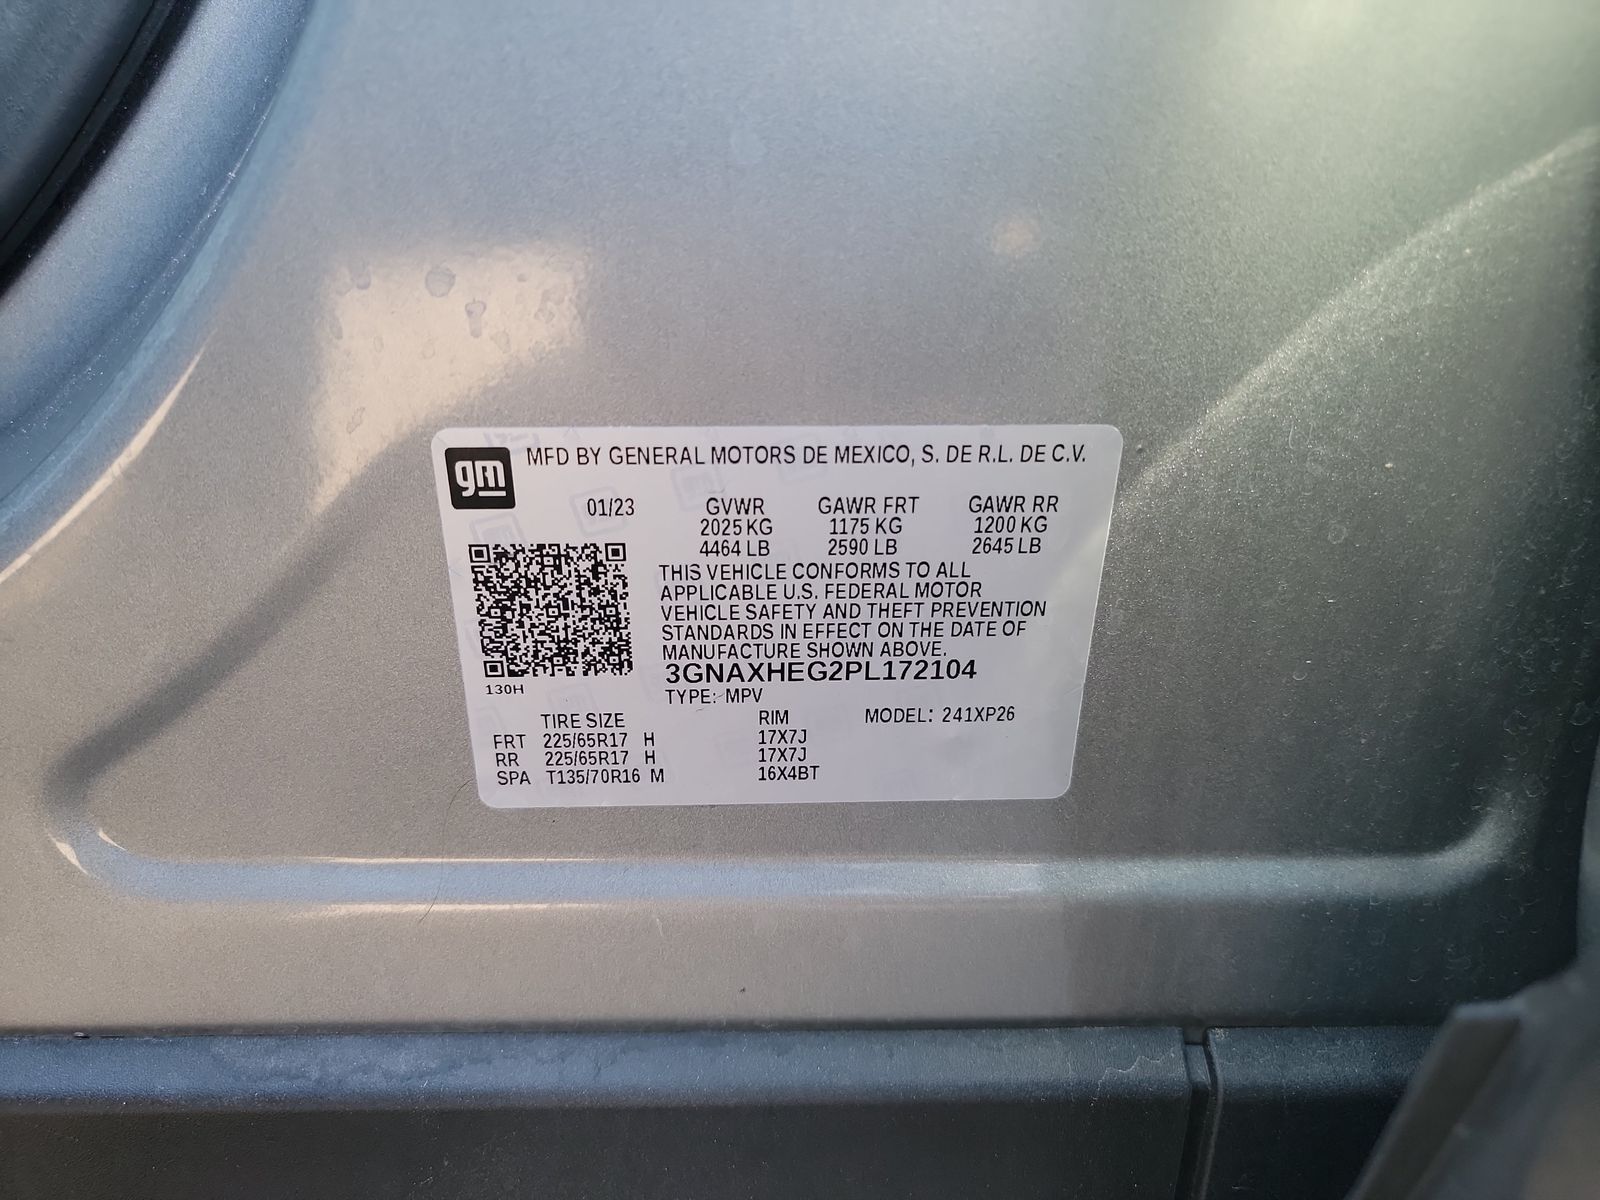 gm MFD BY GENERAL MOTORS DE MEXICO, S. DE R.L. DE C.V.
01/23 GVWR GAWR FRT GAWR RR
2025 KG 1175 KG 1200 KG
4464 LB 2590 LB 2645 LB
THIS VEHICLE CONFORMS TO ALL
APPLICABLE U.S. FEDERAL MOTOR
VEHICLE SAFETY AND THEFT PREVENTION
STANDARDS IN EFFECT ON THE DATE OF
MANUFACTURE SHOWN ABOVE.
3GNAXHEG2PL172104
130H
TYPE: MPV
TIRE SIZE RIM MODEL: 241XP26
FRT 225/65R17 H 17X7J
RR 225/65R17 H 17X7J
SPA T135/70R16 M 16X4BT